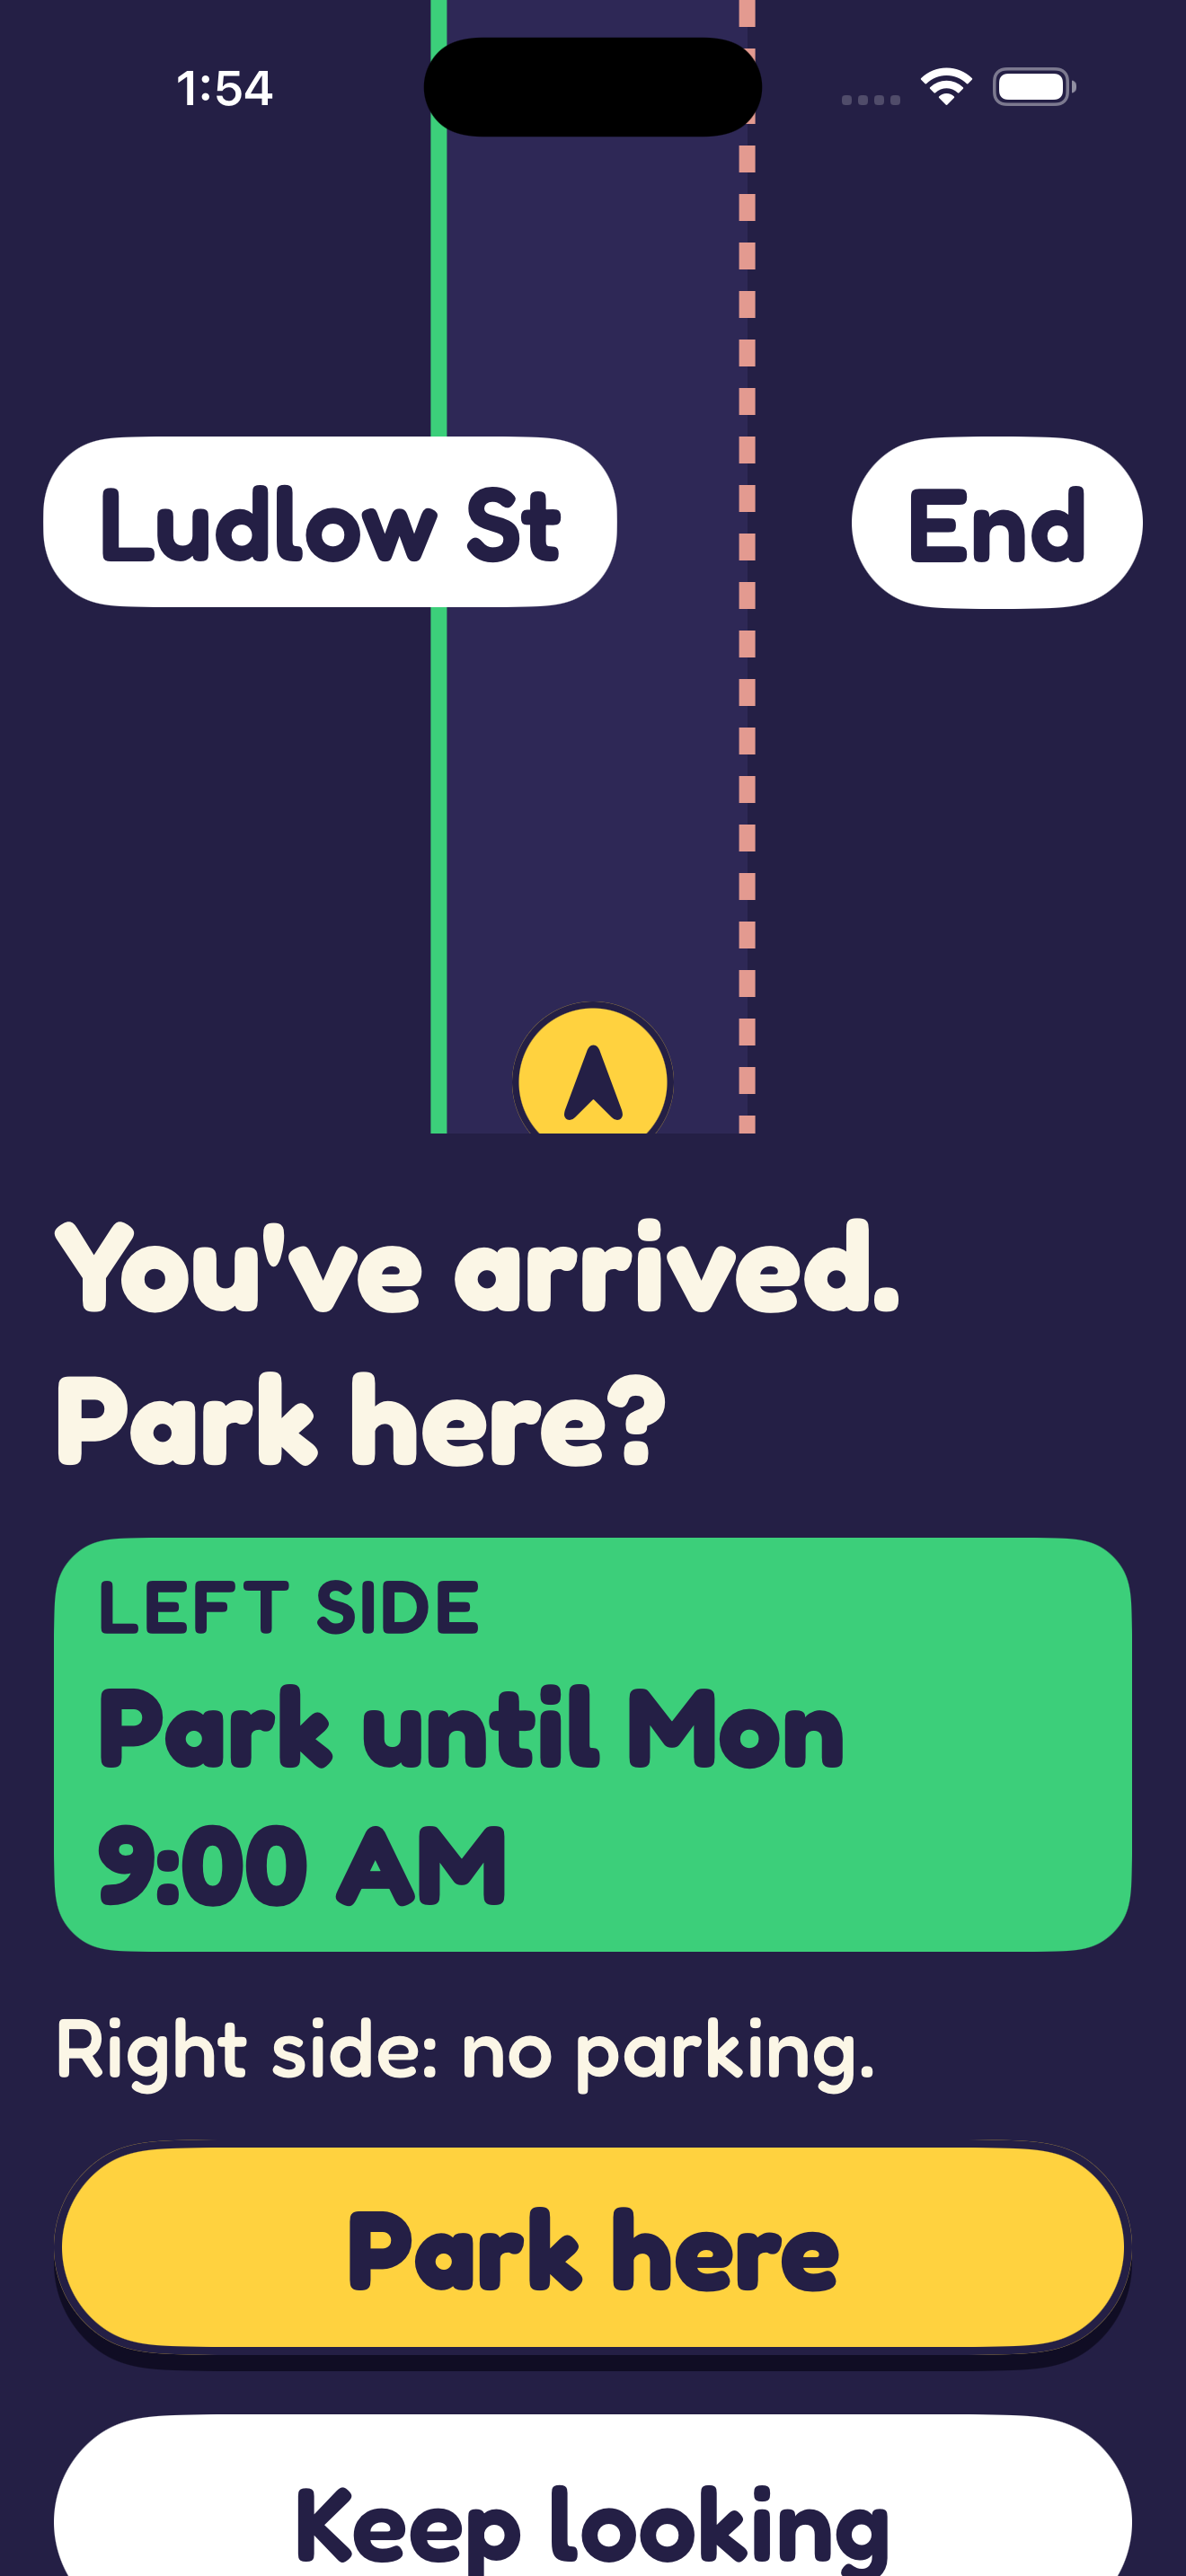 1:54
Ludlow St
End
You've arrived.
Park here?
LEFT SIDE
Park until Mon
9:00 AM
Right side: no parking.
Park here
Keep looking